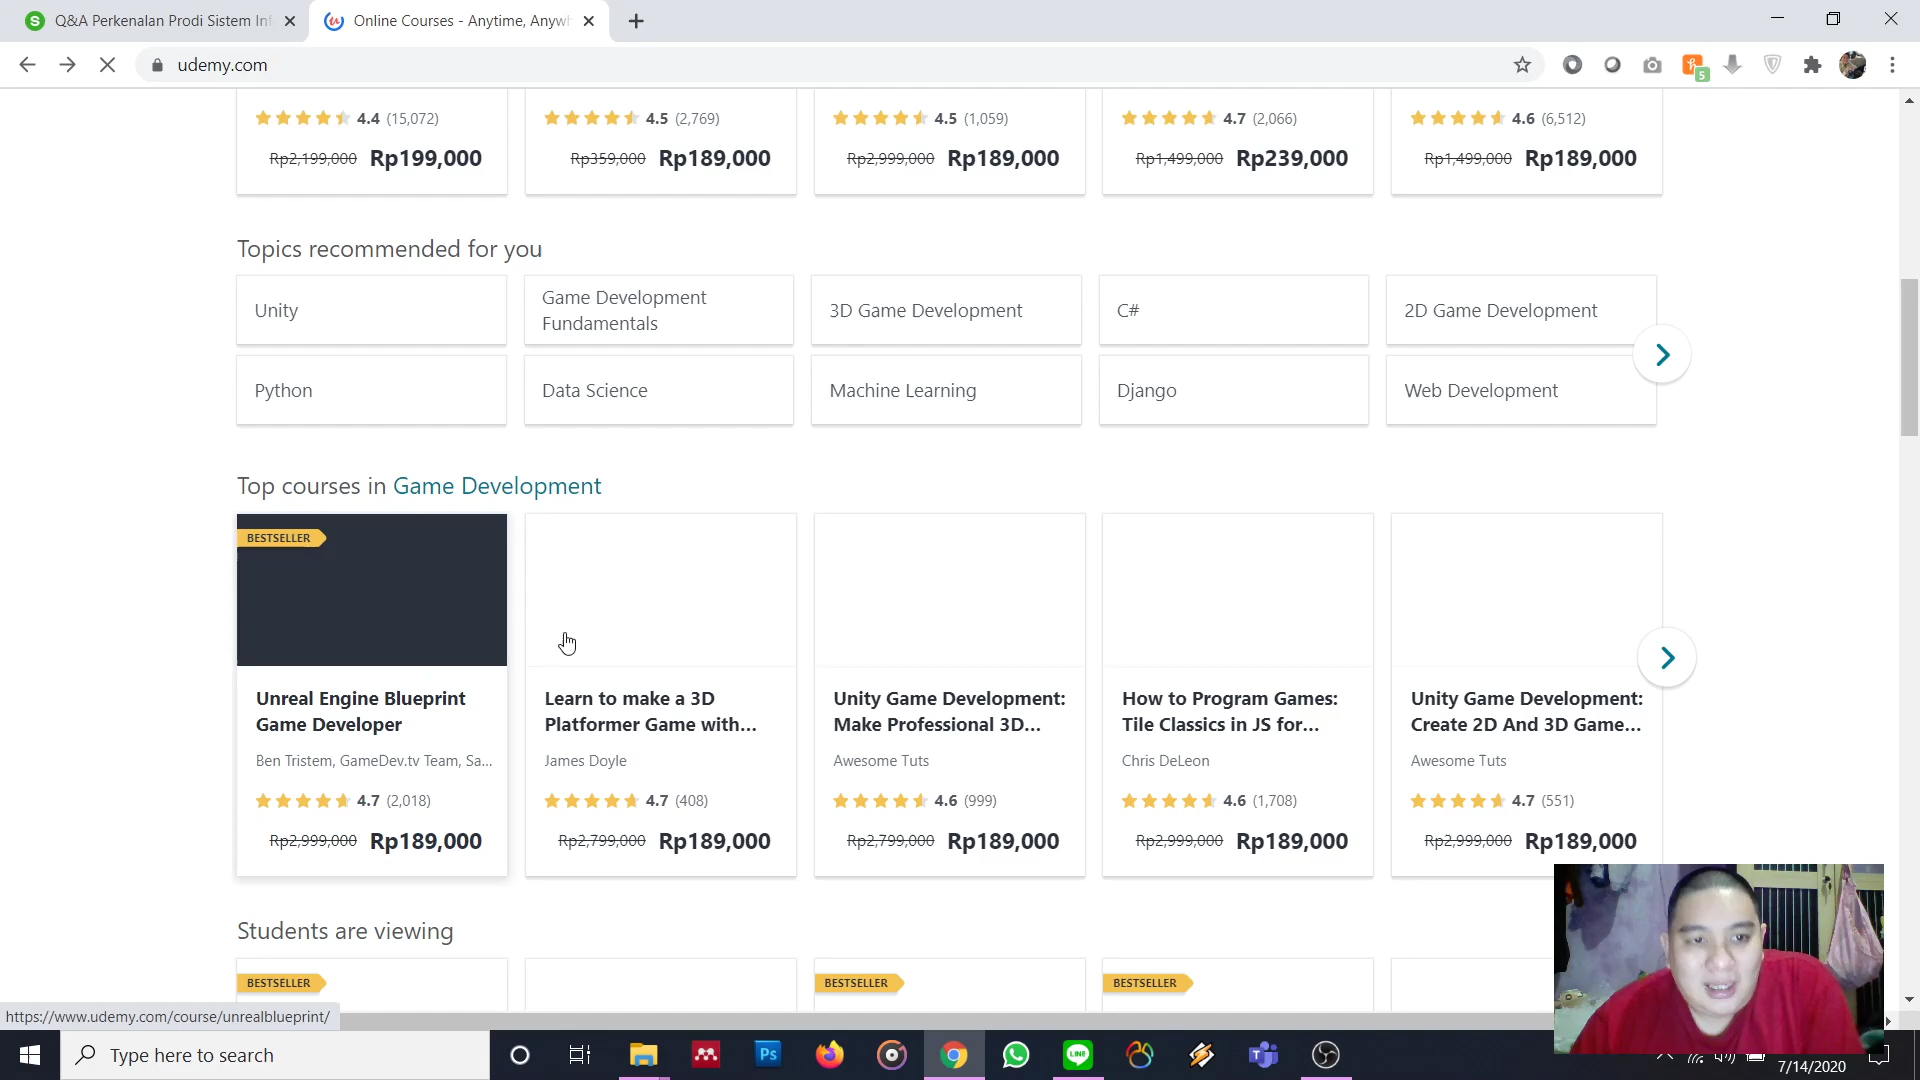 Q&A Perkenalan Prodi Sistem Inf
Online Courses - Anytime, Anywh
udemy.com
5
4.4 (15,072)
4.5 (2,769)
4.5 (1,059)
4.7 (2,066)
4.6 (6,512)
Rp2,199,000 Rp199,000
Rp359,000 Rp189,000
Rp2,999,000 Rp189,000
Rp1,499,000 Rp239,000
Rp1,499,000 Rp189,000
Topics recommended for you
Unity
Game Development
Fundamentals
3D Game Development
C#
2D Game Development
Python
Data Science
Machine Learning
Django
Web Development
Top courses in Game Development
BESTSELLER
Unreal Engine Blueprint
Game Developer
Ben Tristem, GameDev.tv Team, Sa...
4.7 (2,018)
Rp2,999,000 Rp189,000
Learn to make a 3D
Platformer Game with...
James Doyle
4.7 (408)
Rp2,799,000 Rp189,000
Unity Game Development:
Make Professional 3D...
Awesome Tuts
4.6 (999)
Rp2,799,000 Rp189,000
How to Program Games:
Tile Classics in JS for...
Chris DeLeon
4.6 (1,708)
Rp2,999,000 Rp189,000
Unity Game Development:
Create 2D And 3D Game...
Awesome Tuts
4.7 (551)
Rp2,999,000 Rp189,000
Students are viewing
BESTSELLER
BESTSELLER
BESTSELLER
https://www.udemy.com/course/unrealblueprint/
Type here to search
Ps
LINE
7/14/2020